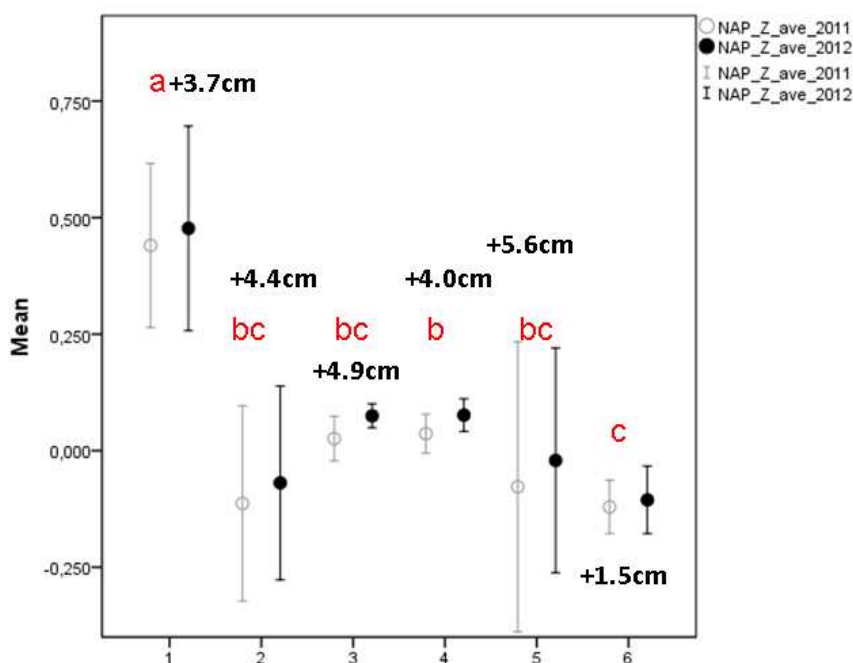 NAP_Z_ave_2011
NAP_Z_ave_2012
NAP_Z_ave_2011
NAP_Z_ave_2012
a +3.7cm
0,750
0,500
+5.6cm
+4.4cm
+4.0cm
0,250
bc
bc
b
bc
Mean
+4.9cm
c
0,000
-0,250
+1.5cm
1 2 3 4 5 6